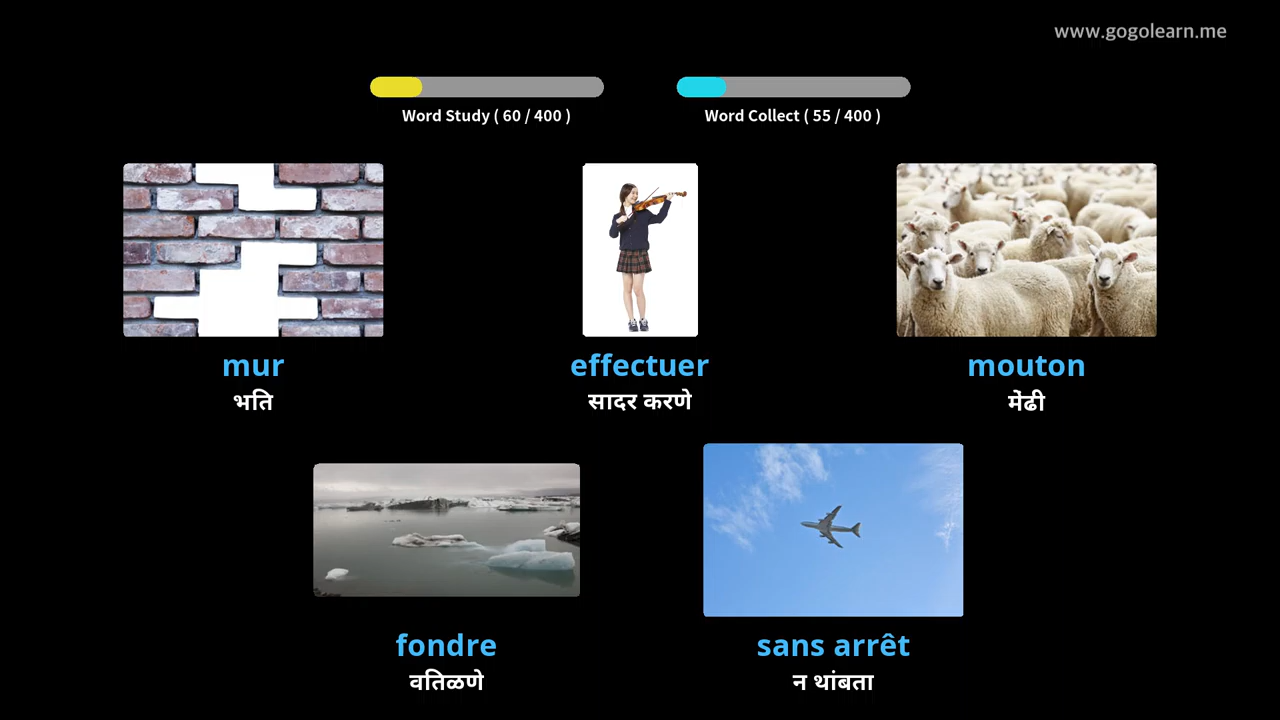 www.gogolearn.me
Word Study ( 60 / 400 )
Word Collect ( 55 / 400 )
mur
भति
effectuer
सादर करणे
mouton
मेंढी
fondre
वतिळणे
sans arrêt
न थांबता